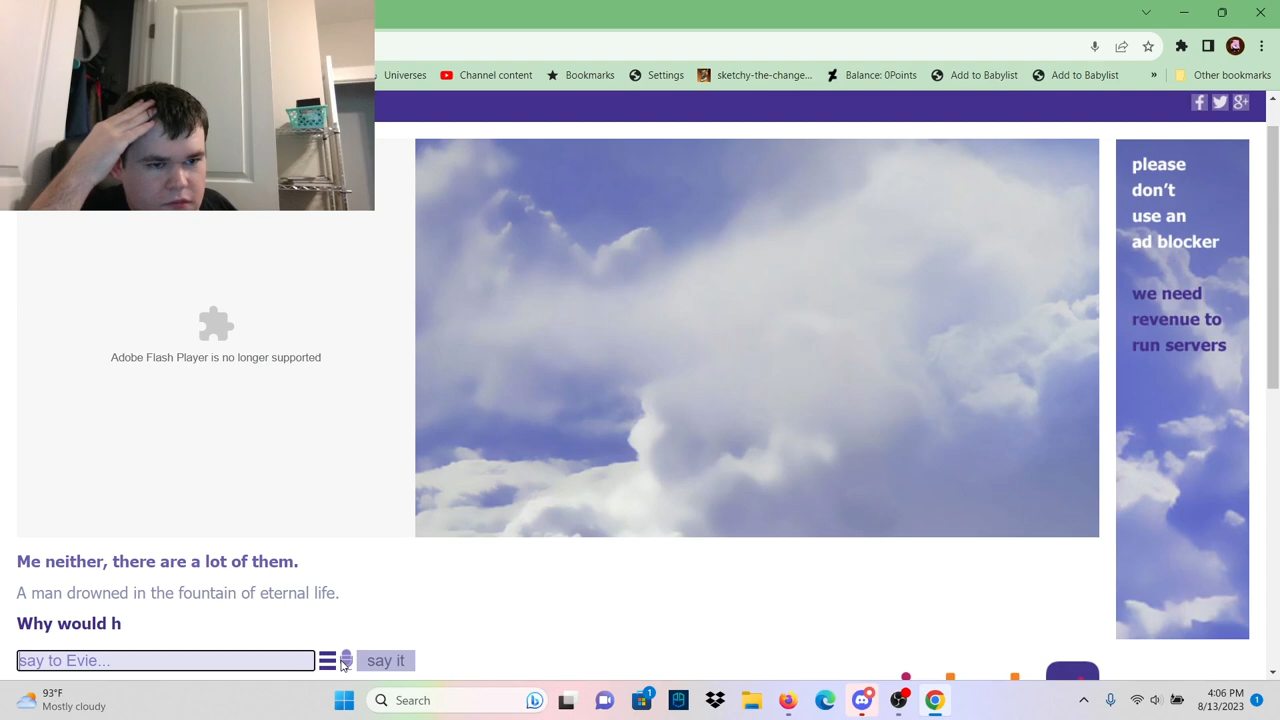 Universes
Channel content
Bookmarks
Settings
sketchy-the-change...
Balance: 0Points
Add to Babylist
Add to Babylist
»
Other bookmarks
please
don't
use an
ad blocker
we need
revenue to
run servers
Adobe Flash Player is no longer supported
Me neither, there are a lot of them.
A man drowned in the fountain of eternal life.
Why would h
say to Evie...
say it
93°F
Mostly cloudy
Search
1
4:06 PM
8/13/2023
1